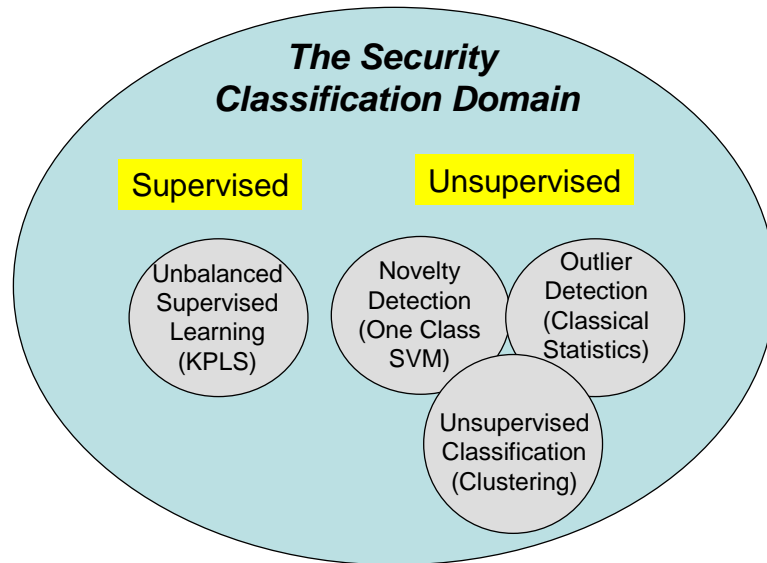 The Security
Classification Domain
Supervised
Unsupervised
Unbalanced
Supervised
Learning
(KPLS)
Novelty
Detection
(One Class
SVM)
Outlier
Detection
(Classical
Statistics)
Unsupervised
Classification
(Clustering)